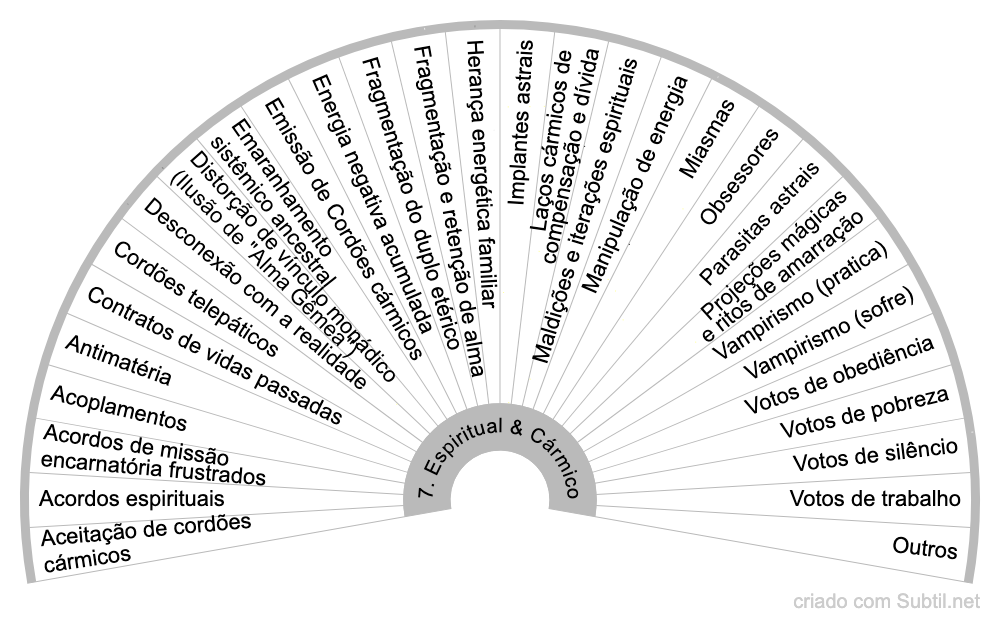 Aceitação de cordões
cármicos
Acordos espirituais
Acordos de missão
encarnatória frustrados
Acoplamentos
Antimatéria
Contratos de vidas passadas
Cordões telepáticos
Desconexão com a realidade
Distorção de vínculo monádico
(Ilusão de "Alma Gêmea")
Emaranhamento
sistêmico ancestral
Emissão de Cordões cármicos
Energia negativa acumulada
Fragmentação do duplo etérico
Fragmentação e retenção de alma
Herança energética familiar
Implantes astrais
Laços cármicos de
compensação e dívida
Maldições e iterações espirituais
Manipulação de energia
Miasmas
Obsessores
Parasitas astrais
Projeções mágicas
e ritos de amarração
Vampirismo (pratica)
Vampirismo (sofre)
Votos de obediência
Votos de pobreza
Votos de silêncio
Votos de trabalho
Outros
7. Espiritual & Cármico
criado com Subtil.net